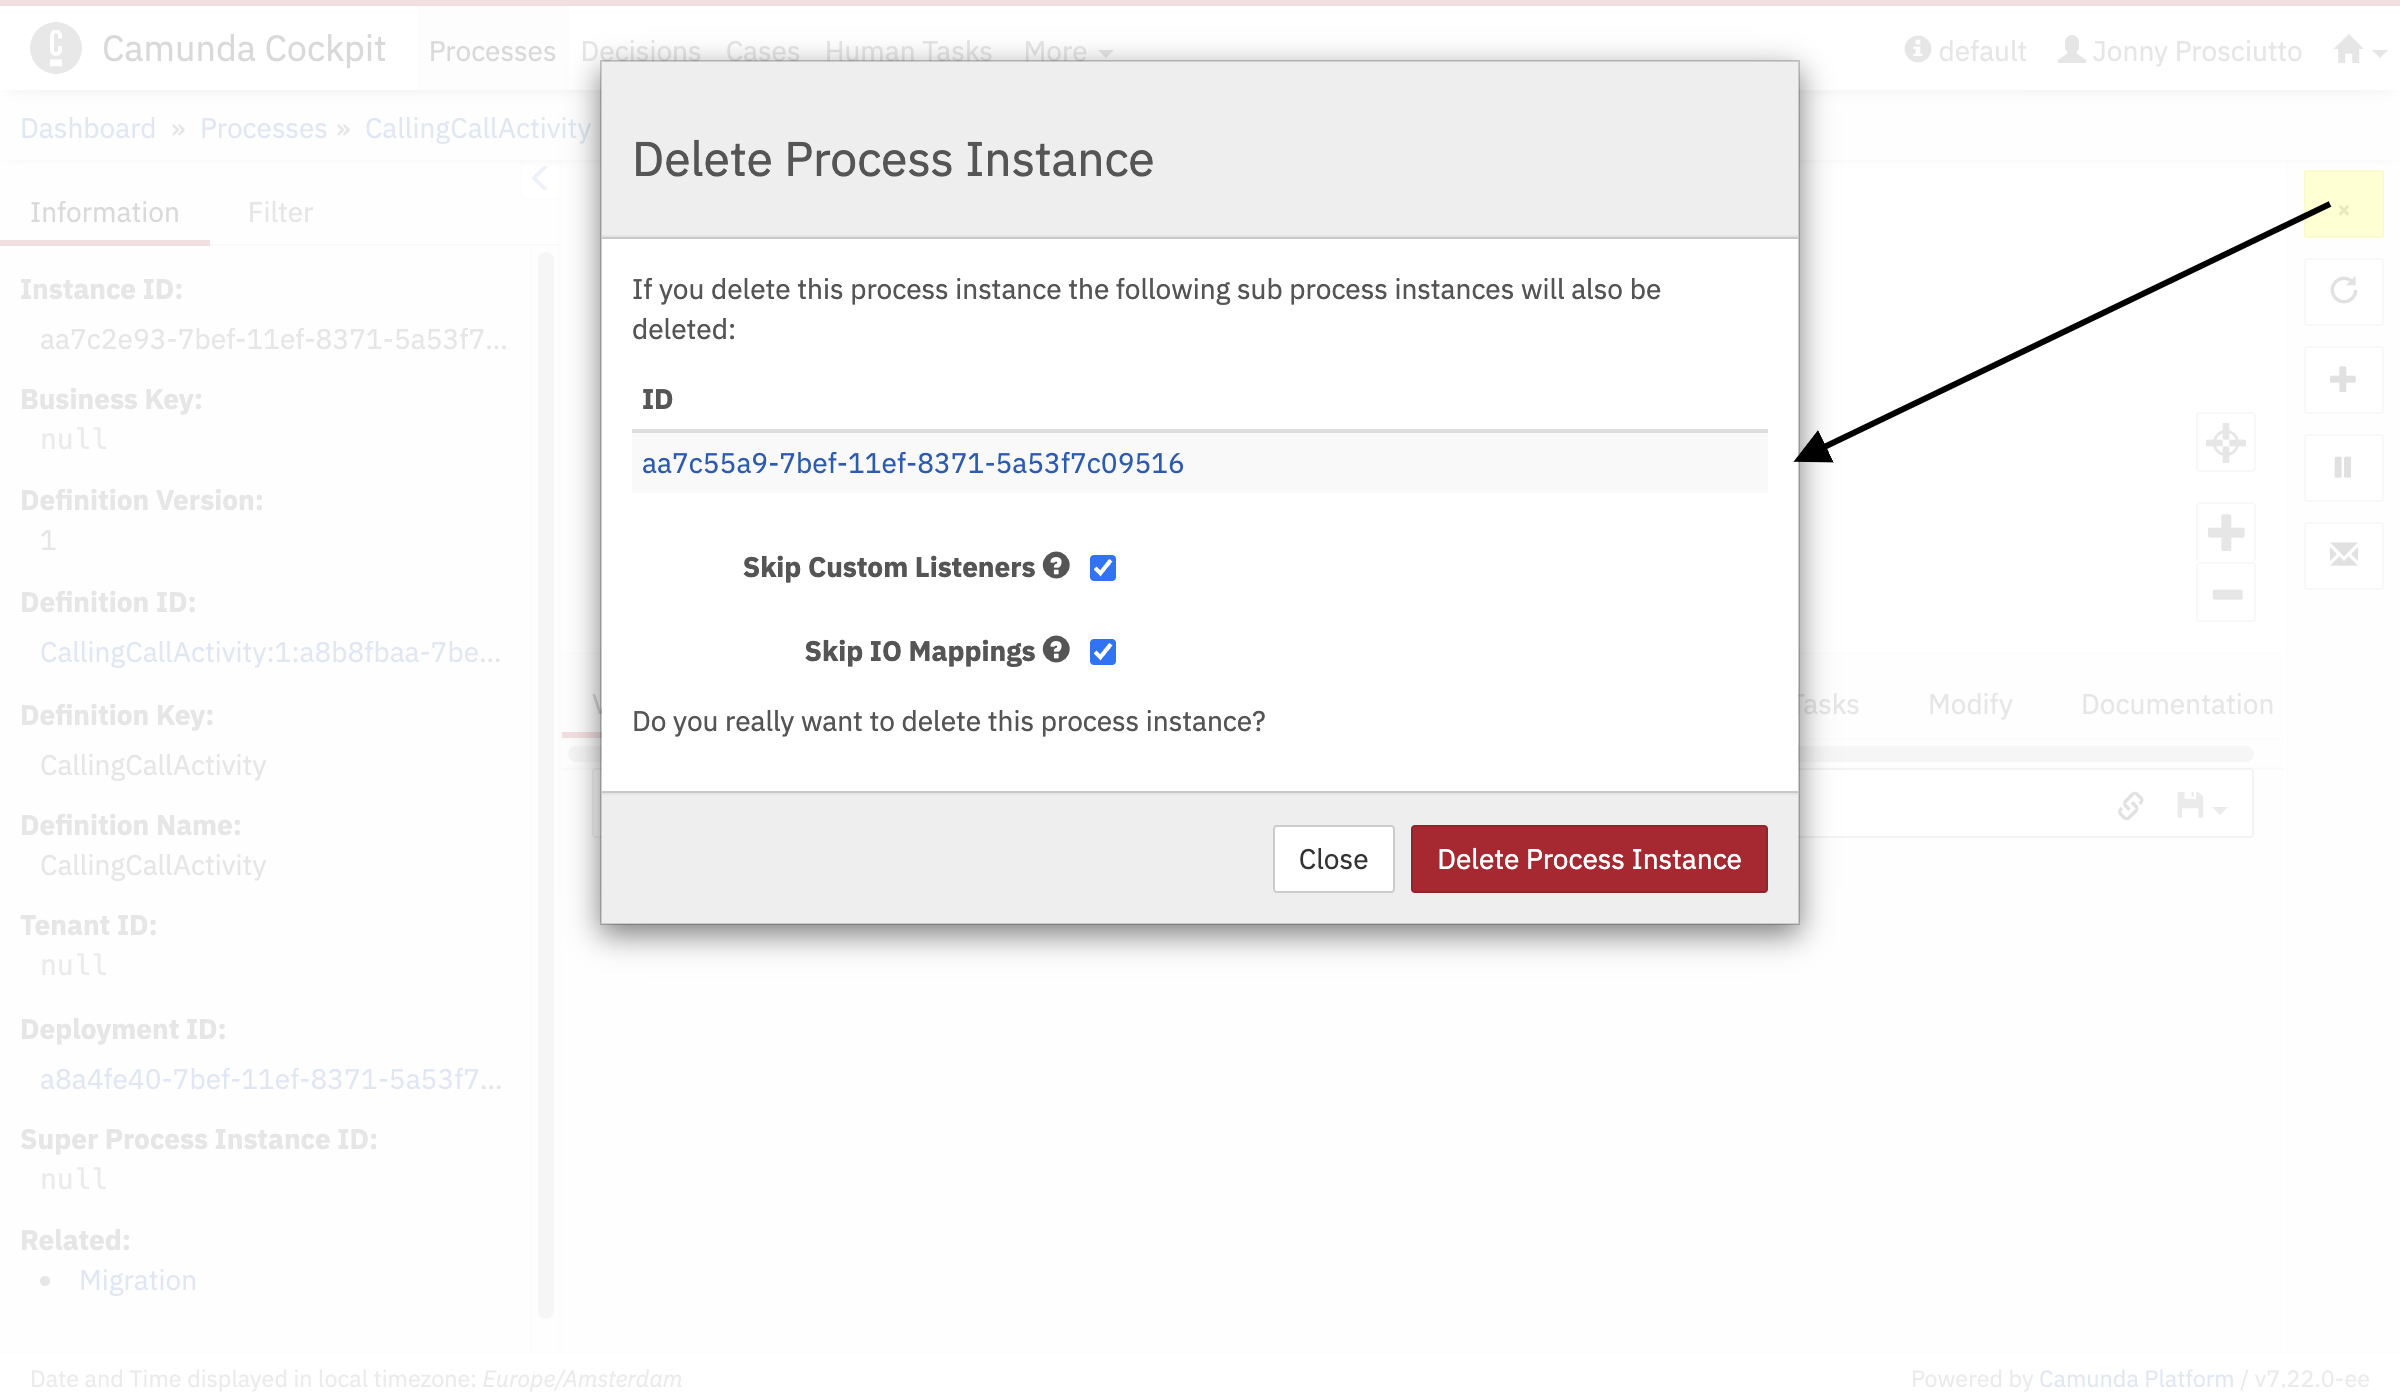 Camunda Cockpit
Processes
Decisions
Cases
Human Tasks
More
default
Jonny Prosciutto
Dashboard » Processes » CallingCallActivity
Information
Filter
Instance ID:
aa7c2e93-7bef-11ef-8371-5a53f7...
Business Key:
null
Definition Version:
1
Definition ID:
CallingCallActivity:1:a8b8fbaa-7be...
Definition Key:
CallingCallActivity
Definition Name:
CallingCallActivity
Tenant ID:
null
Deployment ID:
a8a4fe40-7bef-11ef-8371-5a53f7...
Super Process Instance ID:
null
Related:
Migration
Delete Process Instance
If you delete this process instance the following sub process instances will also be
deleted:
ID
aa7c55a9-7bef-11ef-8371-5a53f7c09516
Skip Custom Listeners
Skip IO Mappings
Do you really want to delete this process instance?
Close
Delete Process Instance
Tasks
Modify
Documentation
Date and Time displayed in local timezone: Europe/Amsterdam
Powered by Camunda Platform / v7.22.0-ee